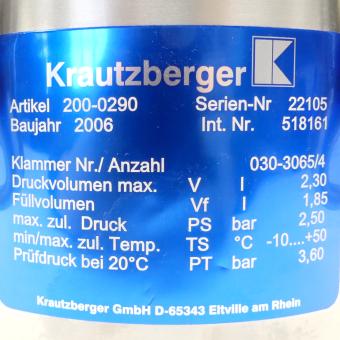 Krautzberger K
Artikel 200-0290 Serien-Nr 22105
Baujahr 2006 Int. Nr. 518161
Klammer Nr./ Anzahl 030-3065/4
Druckvolumen max. V l 2,30
Füllvolumen Vf l 1,85
max. zul. Druck PS bar 2,50
min/max. zul. Temp. TS °C -10....+50
Prüfdruck bei 20°C PT bar 3,60
Krautzberger GmbH D-65343 Eltville am Rhein